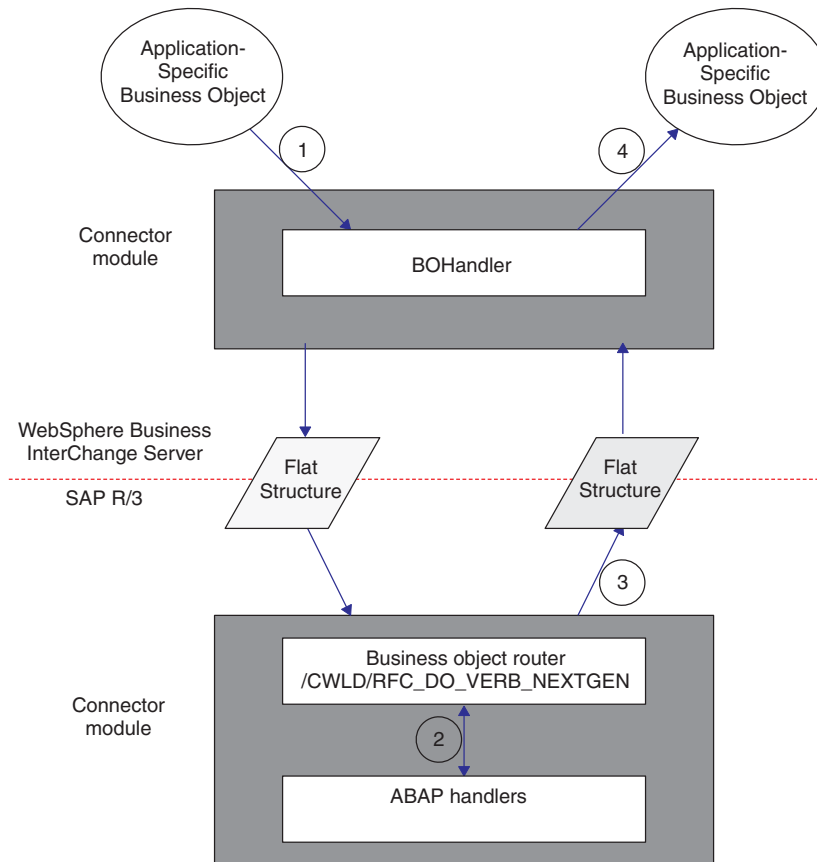 Application-
Specific
Business Object
Application-
Specific
Business Object
1
4
Connector
module
BOHandler
WebSphere Business
InterChange Server
Flat
Structure
Flat
Structure
SAP R/3
3
Business object router
/CWLD/RFC_DO_VERB_NEXTGEN
Connector
module
2
ABAP handlers